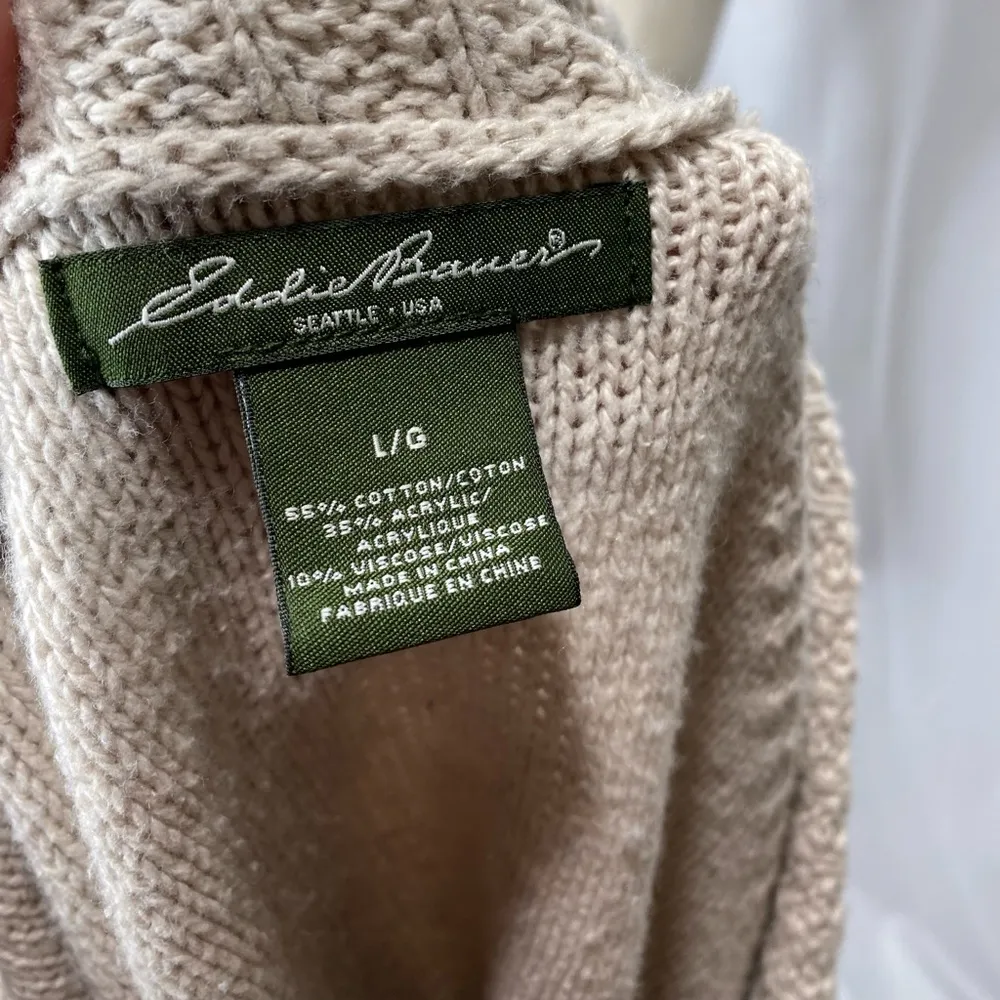 Eddie Bauer®
SEATTLE · USA
L/G
55% COTTON/COTON
35% ACRYLIC/
ACRYLIQUE
10% VISCOSE/VISCOSE
MADE IN CHINA
FABRIQUE EN CHINE